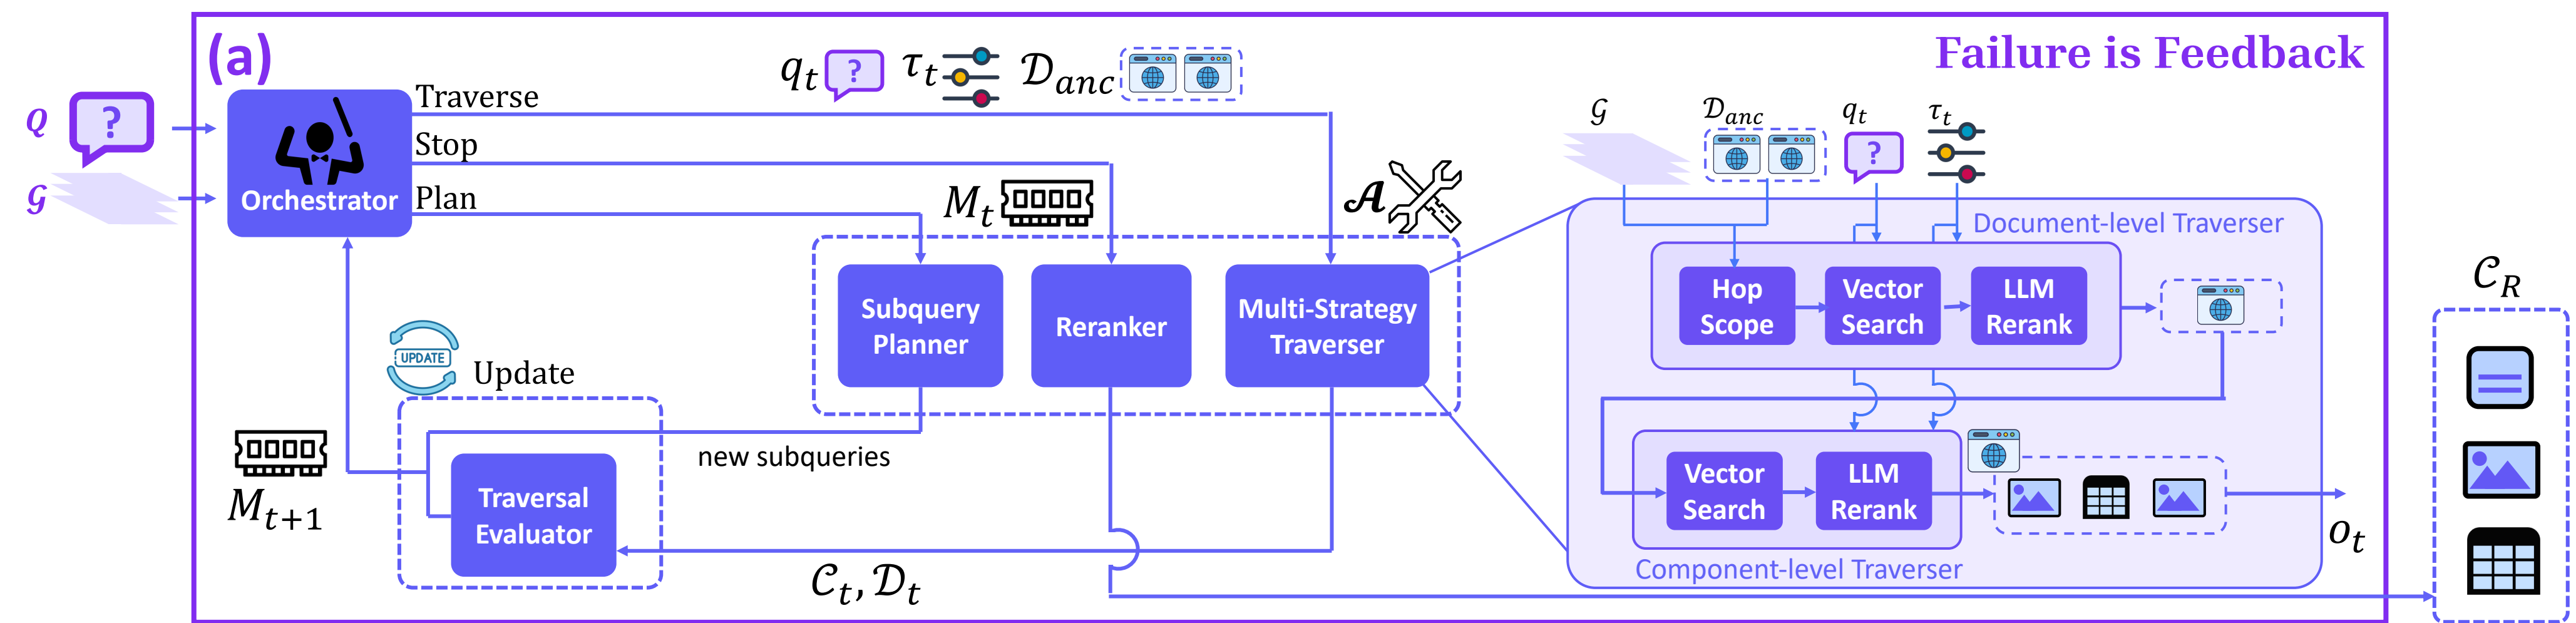 (a)
Failure is Feedback
Q
?
𝒢
Orchestrator
Traverse
Stop
Plan
q_t
?
τ_t
𝒟_anc
M_t
𝒜
Subquery
Planner
Reranker
Multi-Strategy
Traverser
UPDATE
Update
M_{t+1}
new subqueries
Traversal
Evaluator
𝒞_t, 𝒟_t
𝒢
𝒟_anc
q_t
?
τ_t
Document-level Traverser
Hop
Scope
Vector
Search
LLM
Rerank
Vector
Search
LLM
Rerank
Component-level Traverser
o_t
𝒞_R